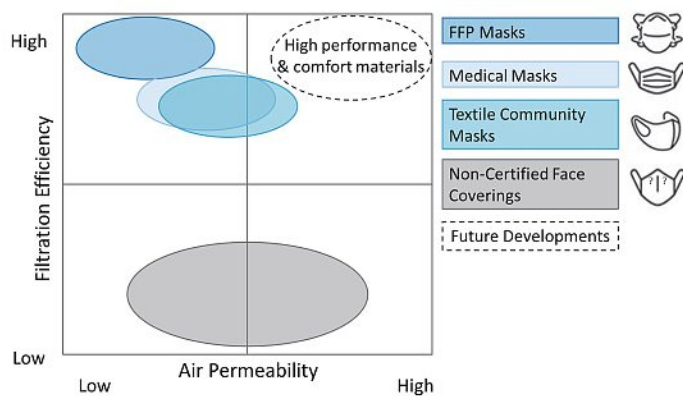 High
High performance
& comfort materials
Filtration Efficiency
Low
Low
Air Permeability
High
FFP Masks
Medical Masks
Textile Community
Masks
Non-Certified Face
Coverings
? ?
Future Developments